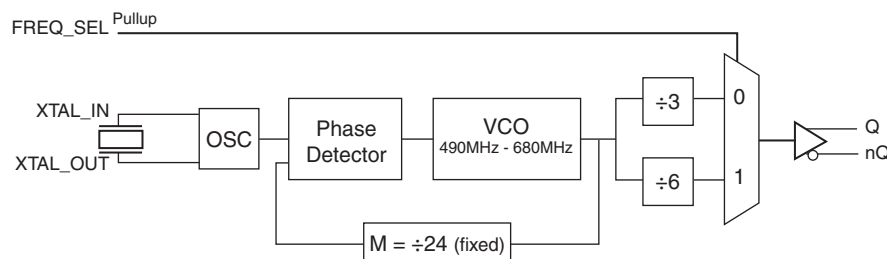 FREQ_SEL Pullup
XTAL_IN
XTAL_OUT
OSC
Phase
Detector
VCO
490MHz - 680MHz
÷3
÷6
0
1
Q
nQ
M = ÷24 (fixed)